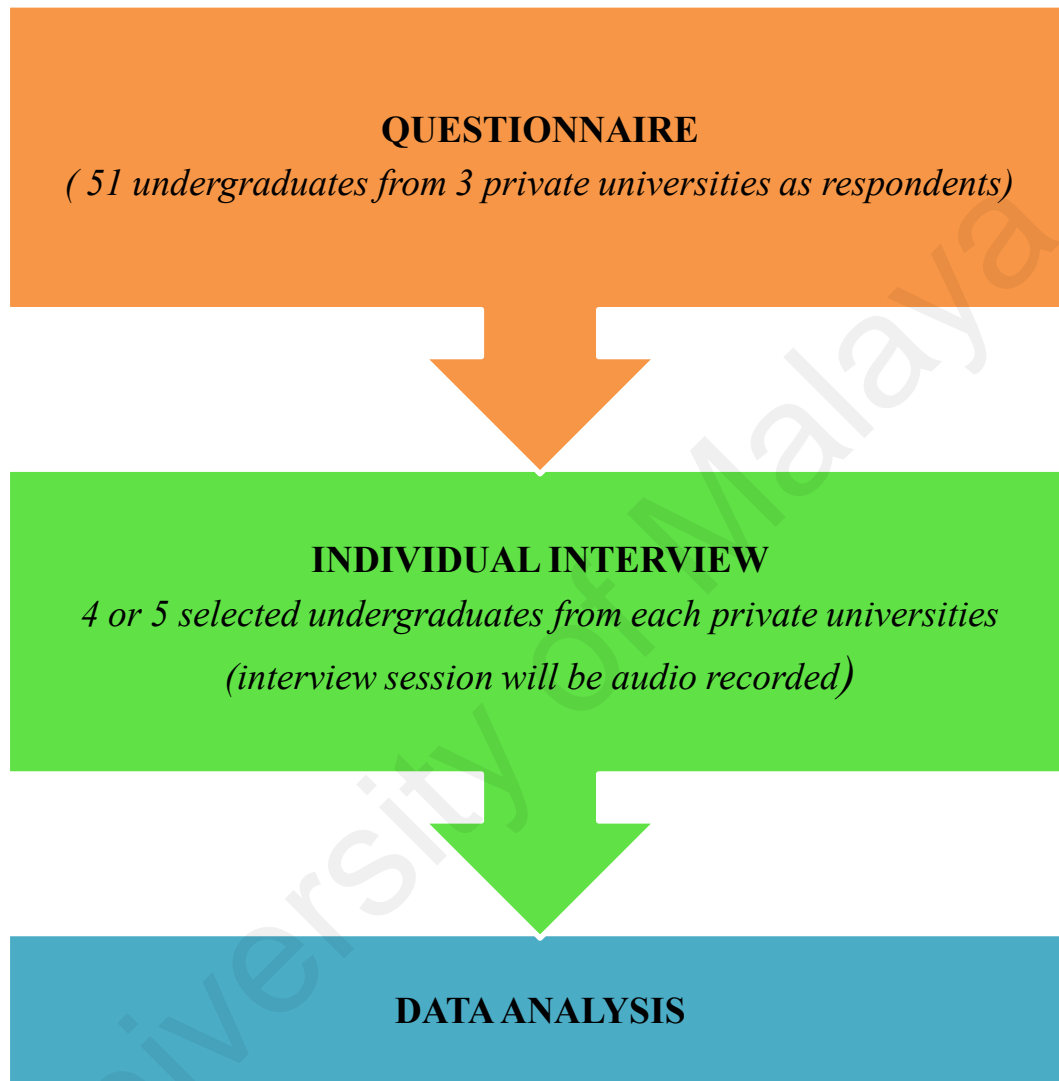 QUESTIONNAIRE
( 51 undergraduates from 3 private universities as respondents)
INDIVIDUAL INTERVIEW
4 or 5 selected undergraduates from each private universities
(interview session will be audio recorded)
DATA ANALYSIS
iversity of Malaya